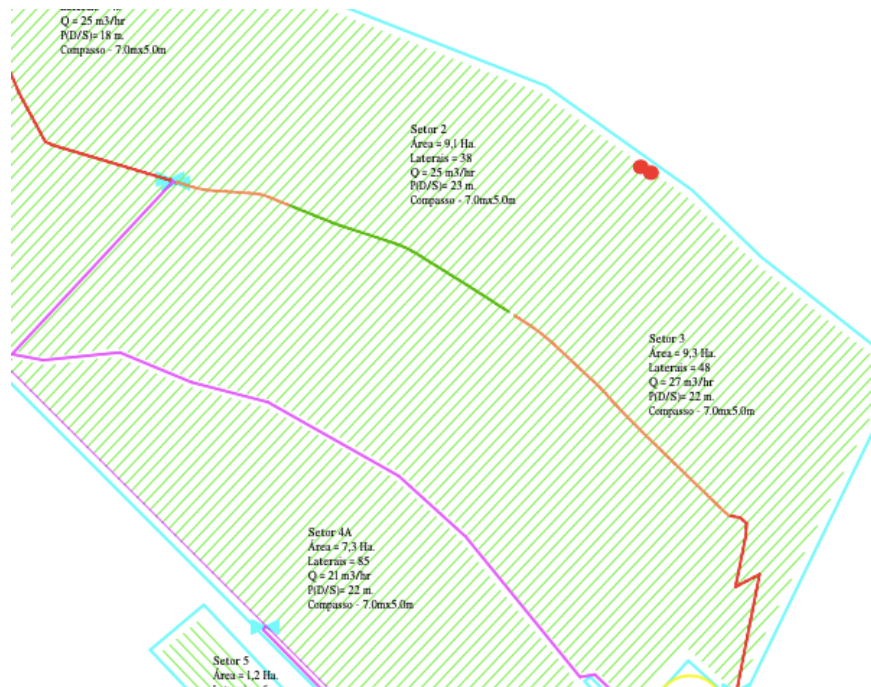 Q = 25 m3/hr
P(D/S)= 18 m.
Compasso - 7.0mx5.0m
Setor 2
Área = 9,1 Ha.
Laterais = 38
Q = 25 m3/hr
P(D/S)= 23 m.
Compasso - 7.0mx5.0m
Setor 3
Área = 9,3 Ha.
Laterais = 48
Q = 27 m3/hr
P(D/S)= 22 m.
Compasso - 7.0mx5.0m
Setor 4A
Área = 7,3 Ha.
Laterais = 85
Q = 21 m3/hr
P(D/S)= 22 m.
Compasso - 7.0mx5.0m
Setor 5
Área = 1,2 Ha.